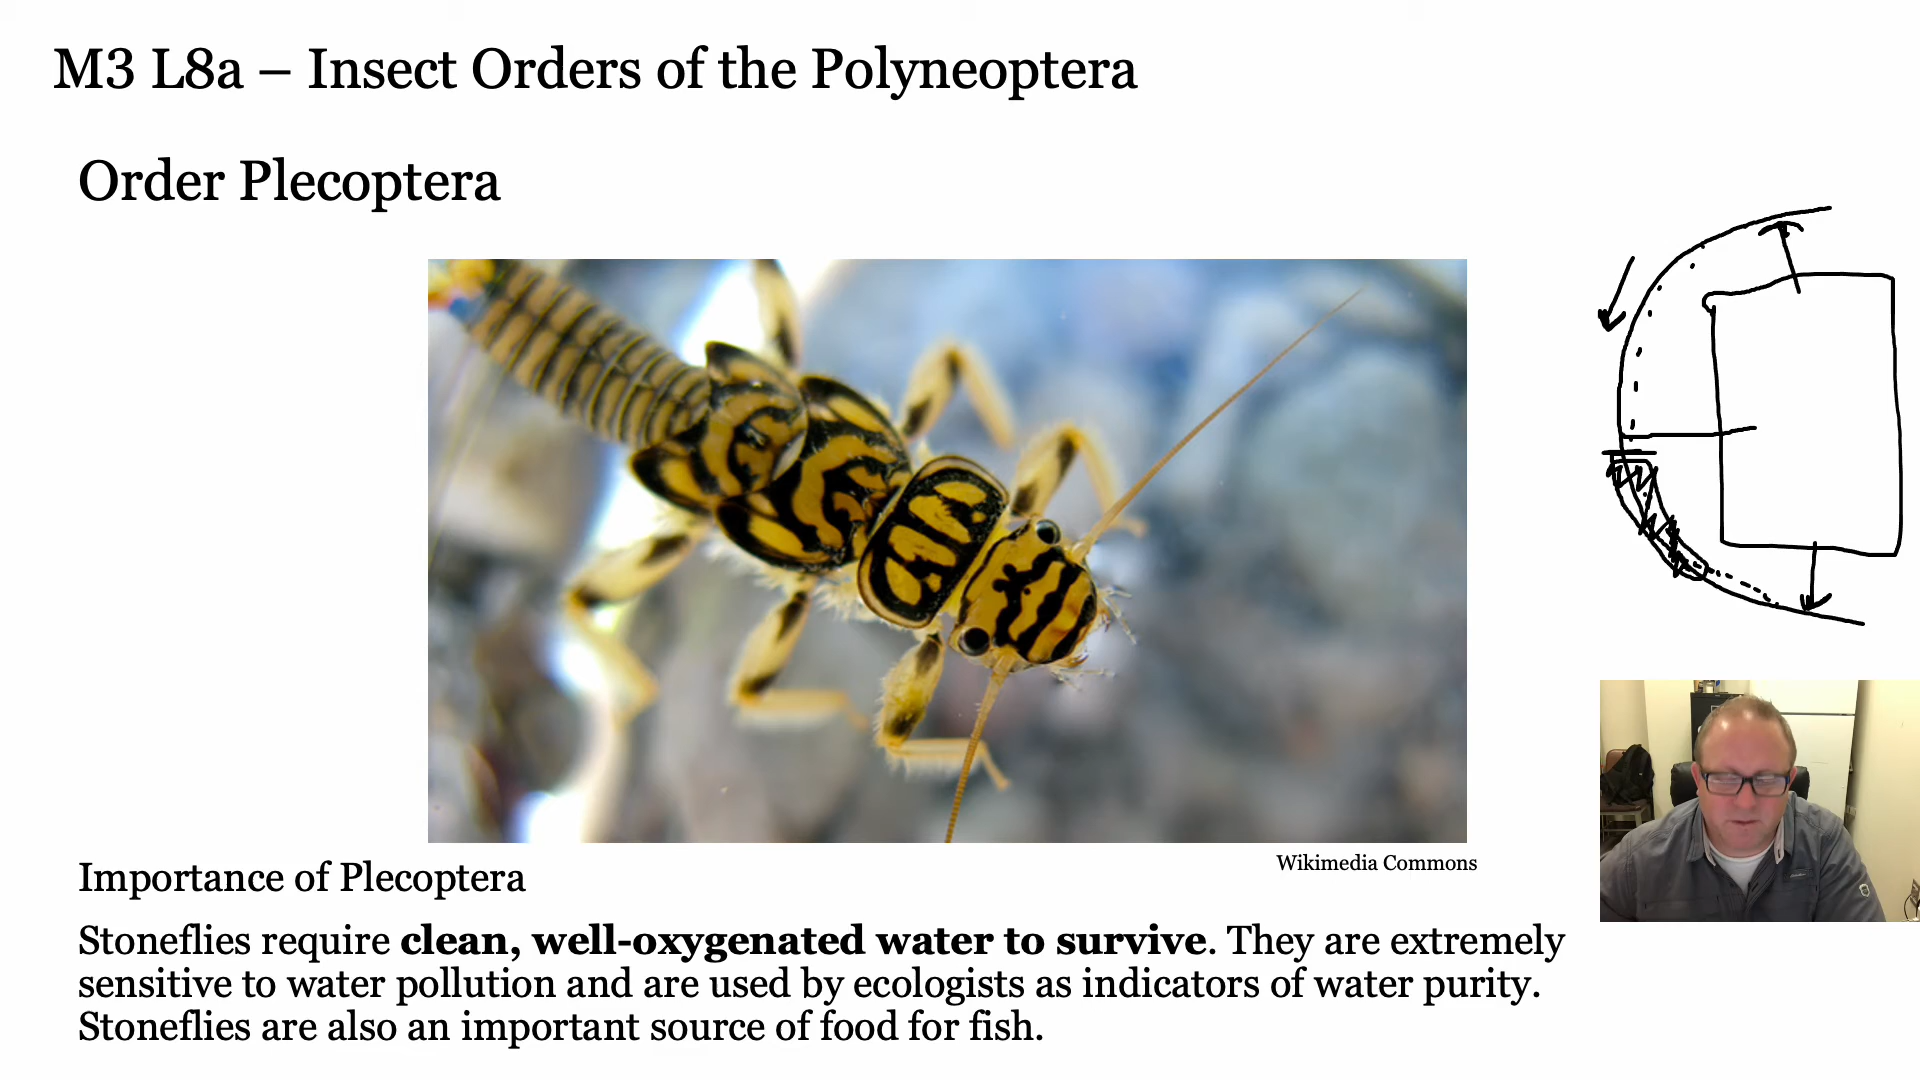 M3 L8a – Insect Orders of the Polyneoptera
Order Plecoptera
Wikimedia Commons
Importance of Plecoptera
Stoneflies require clean, well-oxygenated water to survive. They are extremely
sensitive to water pollution and are used by ecologists as indicators of water purity.
Stoneflies are also an important source of food for fish.